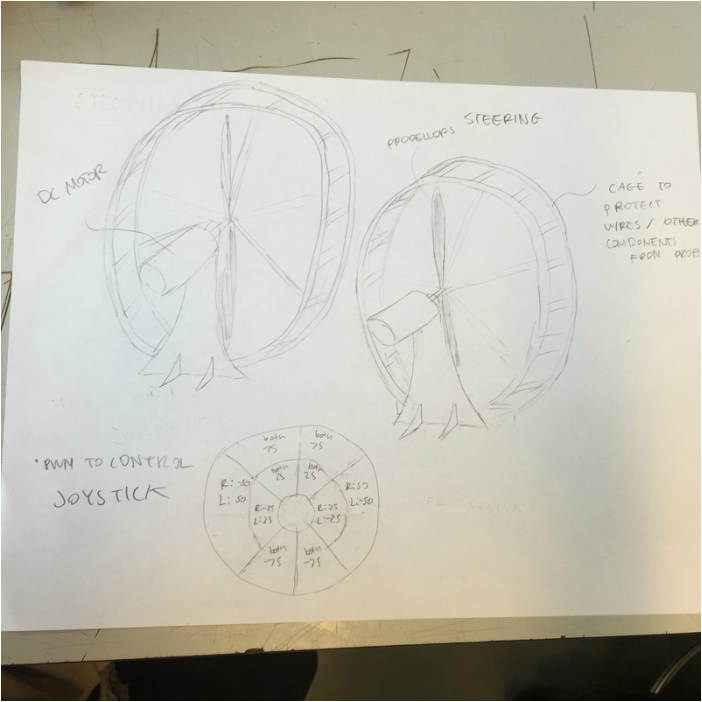 STEERING
PROPELLORS
DC MOTOR
CAGE TO
PROTECT
WIRES / OTHER
COMPONENTS
FROM PROPS
• PWM TO CONTROL
JOYSTICK
both
75
both
75
both
25
both
25
R: -50
L: 50
R: 50
L: -50
R: -25
L: 25
R: 25
L: -25
both
-75
both
-75